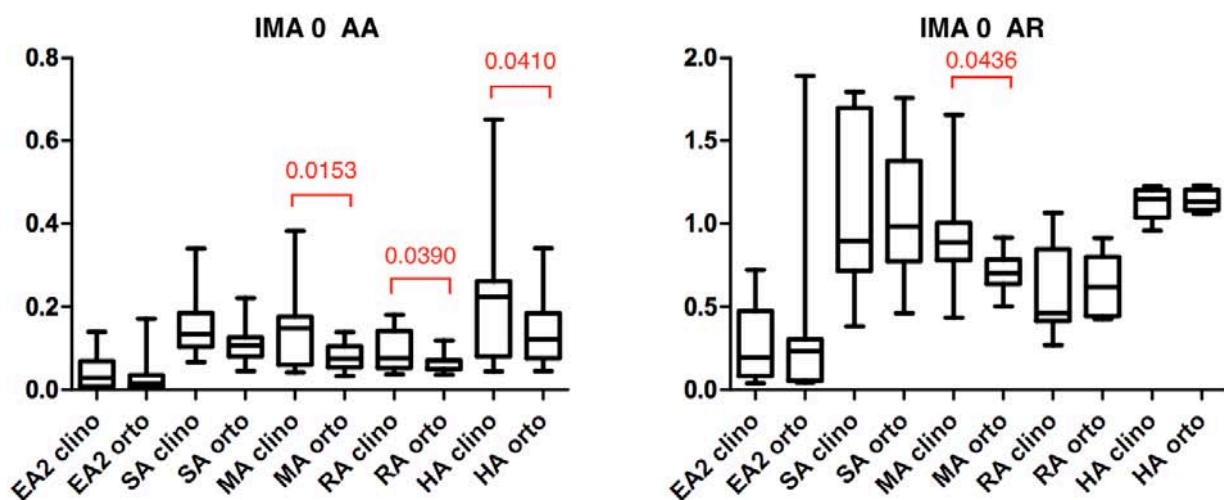 IMA 0 AA
0.8
0.6
0.4
0.2
0.0
0.0153
0.0390
0.0410
EA2 clino
EA2 orto
SA clino
SA orto
MA clino
MA orto
RA clino
RA orto
HA clino
HA orto
IMA 0 AR
2.0
1.5
1.0
0.5
0.0
0.0436
EA2 clino
EA2 orto
SA clino
SA orto
MA clino
MA orto
RA clino
RA orto
HA clino
HA orto